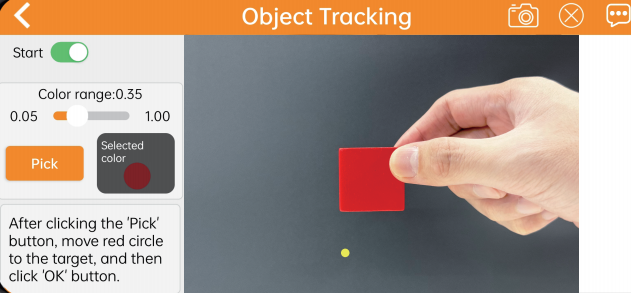 Object Tracking
Start
Color range:0.35
0.05 1.00
Pick
Selected
color
After clicking the 'Pick'
button, move red circle
to the target, and then
click 'OK' button.